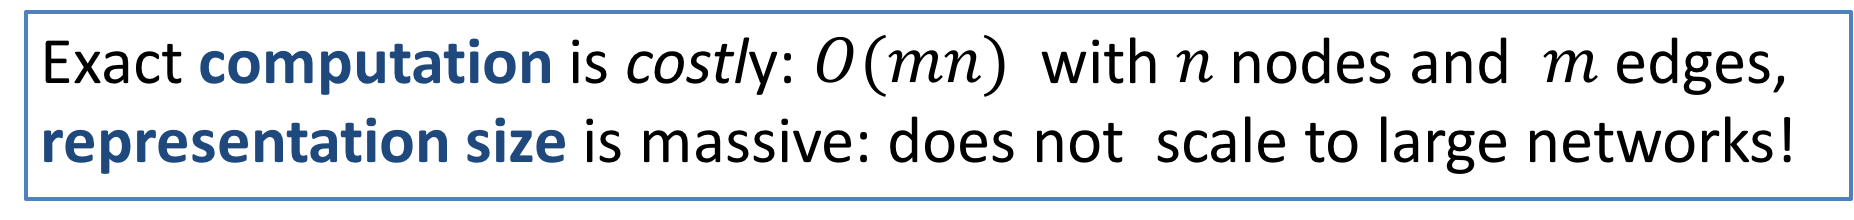 Exact computation is costly: O(mn) with n nodes and m edges,
representation size is massive: does not scale to large networks!